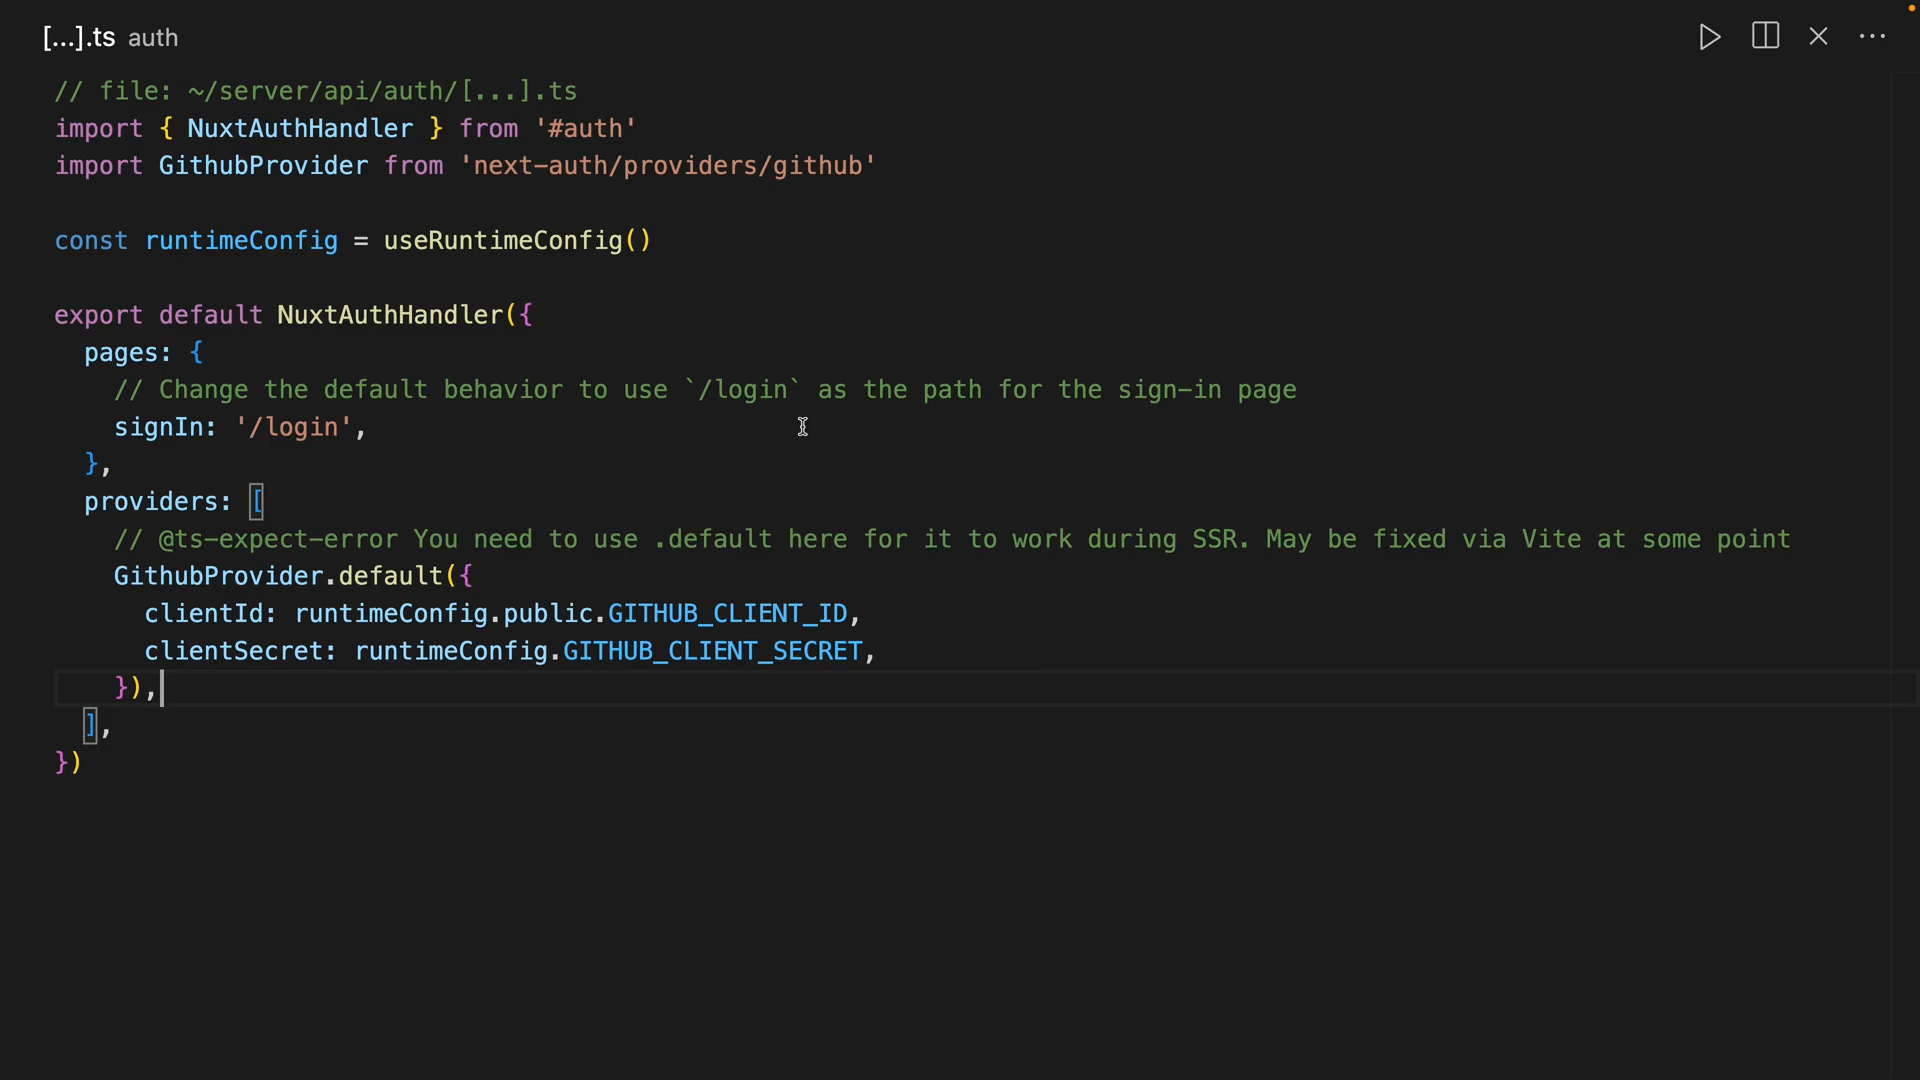 [...].ts auth
// file: ~/server/api/auth/[...].ts
import { NuxtAuthHandler } from '#auth'
import GithubProvider from 'next-auth/providers/github'
const runtimeConfig = useRuntimeConfig()
export default NuxtAuthHandler({
pages: {
// Change the default behavior to use `/login` as the path for the sign-in page
signIn: '/login',
},
providers: [
// @ts-expect-error You need to use .default here for it to work during SSR. May be fixed via Vite at some point
GithubProvider.default({
clientId: runtimeConfig.public.GITHUB_CLIENT_ID,
clientSecret: runtimeConfig.GITHUB_CLIENT_SECRET,
}),
],
})